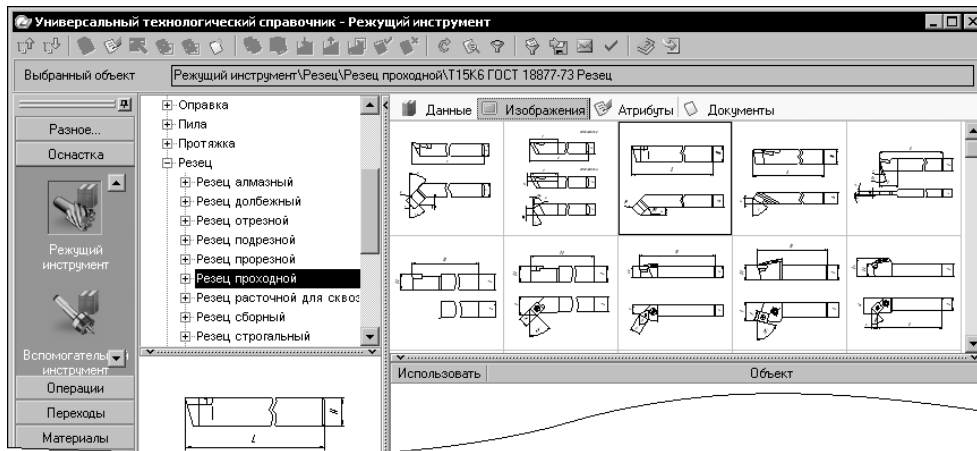 Универсальный технологический справочник - Режущий инструмент
Выбранный объект
Режущий инструмент\Резец\Резец проходной\Т15К6 ГОСТ 18877-73 Резец
Разное...
Оснастка
Режущий
инструмент
Вспомогательный
инструмент
Операции
Переходы
Материалы
Оправка
Пила
Протяжка
Резец
Резец алмазный
Резец долбежный
Резец отрезной
Резец подрезной
Резец прорезной
Резец проходной
Резец расточной для сквоз
Резец сборный
Резец строгальный
L
H
Данные
Изображения
Атрибуты
Документы
Использовать
Объект